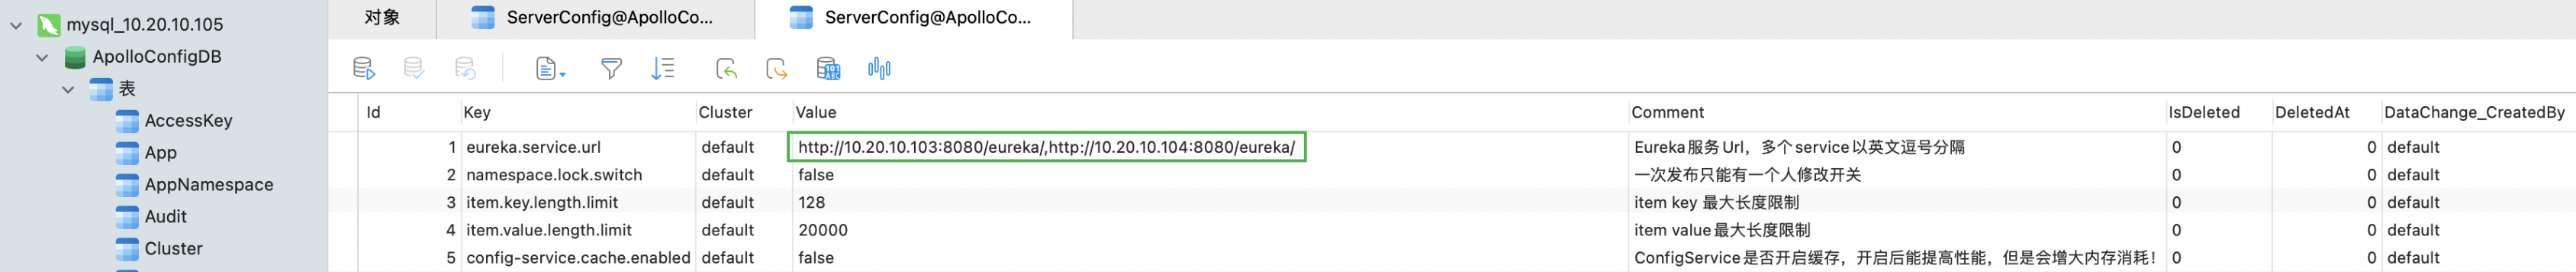 mysql_10.20.10.105
ApolloConfigDB
表
AccessKey
App
AppNamespace
Audit
Cluster
对象 ServerConfig@ApolloCo... ServerConfig@ApolloCo...
Id Key Cluster Value Comment IsDeleted DeletedAt DataChange_CreatedBy
1 eureka.service.url default http://10.20.10.103:8080/eureka/,http://10.20.10.104:8080/eureka/ Eureka服务Url，多个service以英文逗号分隔 0 0 default
2 namespace.lock.switch default false 一次发布只能有一个人修改开关 0 0 default
3 item.key.length.limit default 128 item key 最大长度限制 0 0 default
4 item.value.length.limit default 20000 item value最大长度限制 0 0 default
5 config-service.cache.enabled default false ConfigService是否开启缓存，开启后能提高性能，但是会增大内存消耗！ 0 0 default